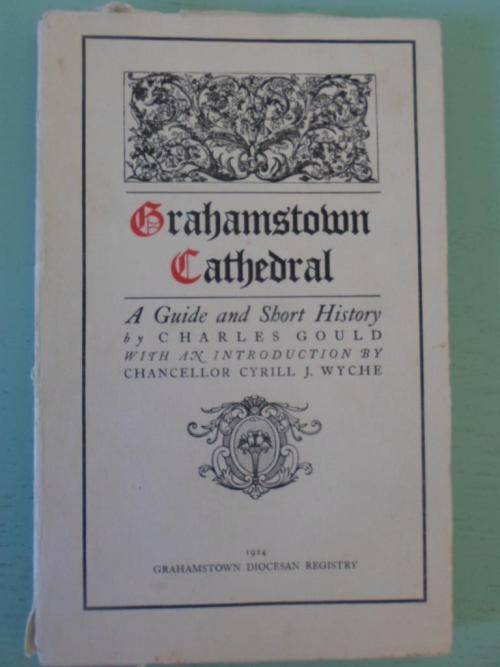 Grahamstown
Cathedral
A Guide and Short History
by CHARLES GOULD
WITH AN INTRODUCTION BY
CHANCELLOR CYRILL J. WYCHE
1924
GRAHAMSTOWN DIOCESAN REGISTRY